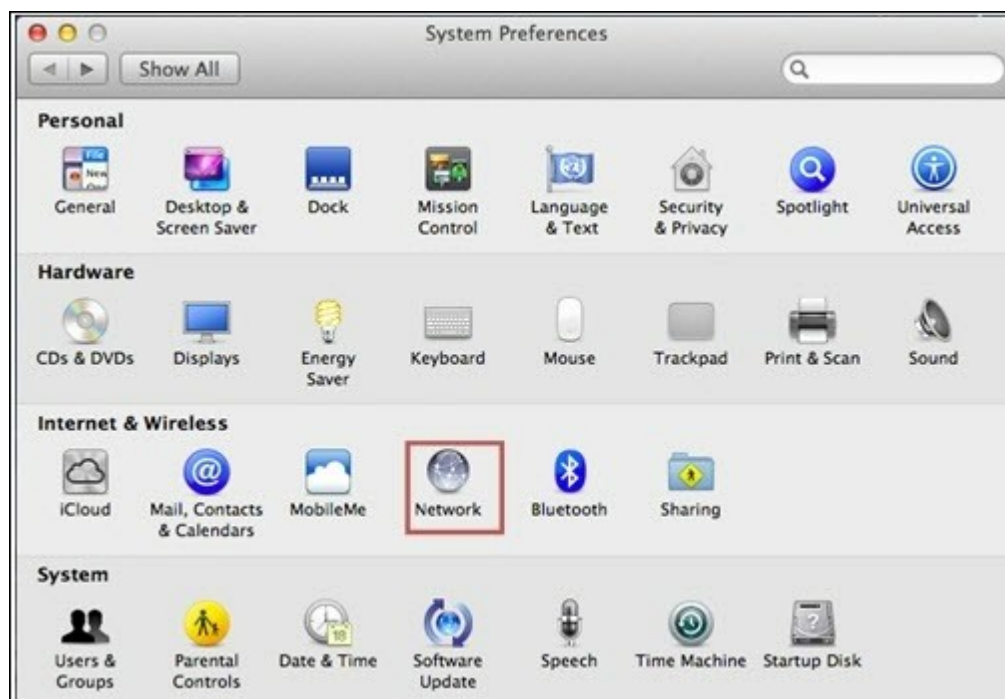 System Preferences
Show All
Personal
General
Desktop &
Screen Saver
Dock
Mission
Control
Language
& Text
Security
& Privacy
Spotlight
Universal
Access
Hardware
CDs & DVDs
Displays
Energy
Saver
Keyboard
Mouse
Trackpad
Print & Scan
Sound
Internet & Wireless
iCloud
Mail, Contacts
& Calendars
MobileMe
Network
Bluetooth
Sharing
System
Users &
Groups
Parental
Controls
18
Date & Time
Software
Update
Speech
Time Machine
Startup Disk